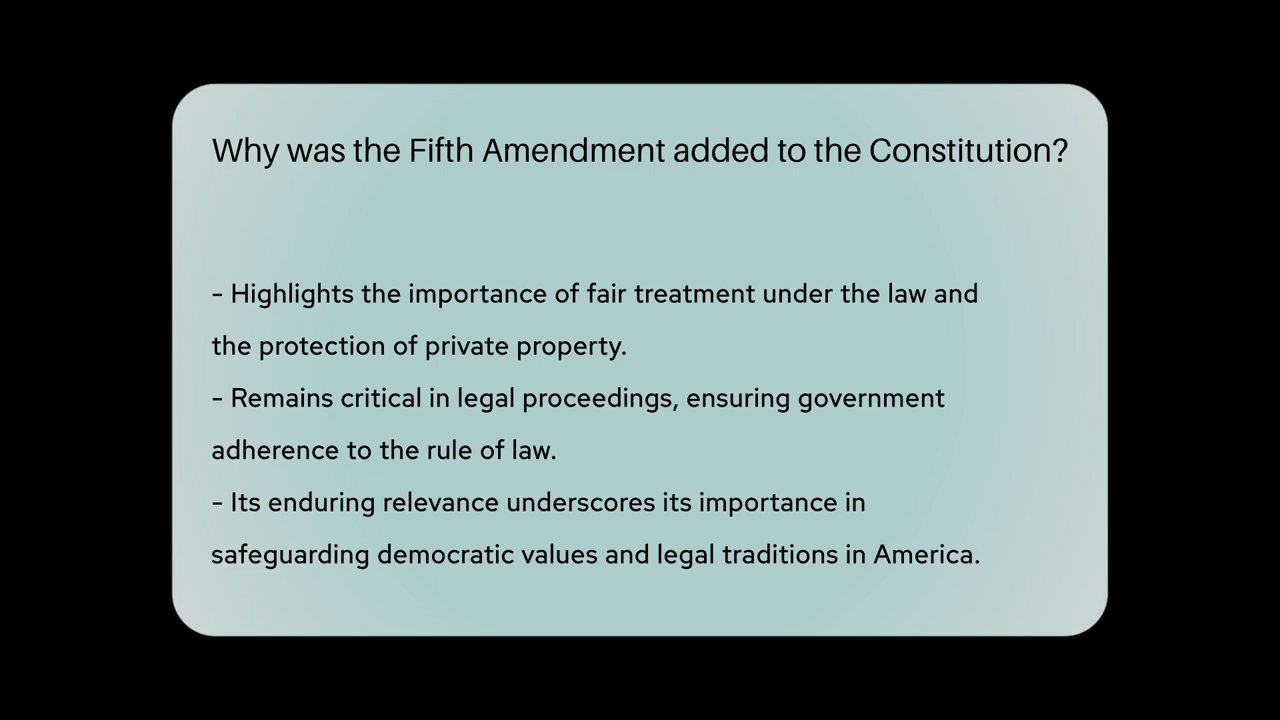 Why was the Fifth Amendment added to the Constitution?
- Highlights the importance of fair treatment under the law and
the protection of private property.
- Remains critical in legal proceedings, ensuring government
adherence to the rule of law.
- Its enduring relevance underscores its importance in
safeguarding democratic values and legal traditions in America.